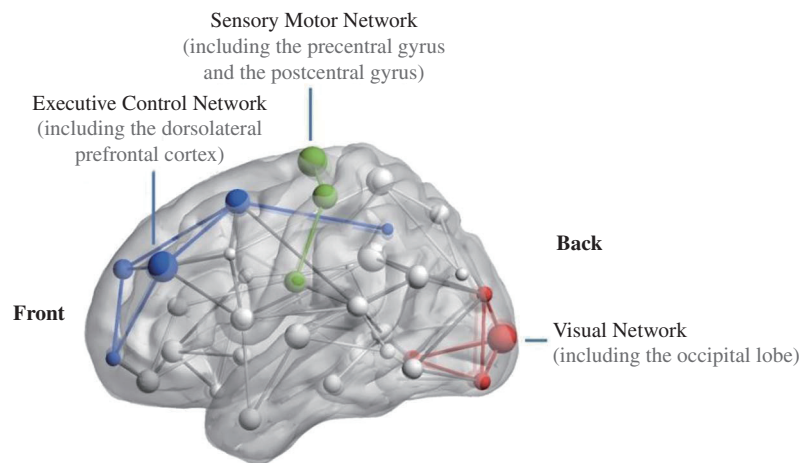 Sensory Motor Network
(including the precentral gyrus
and the postcentral gyrus)
Executive Control Network
(including the dorsolateral
prefrontal cortex)
Back
Front
Visual Network
(including the occipital lobe)